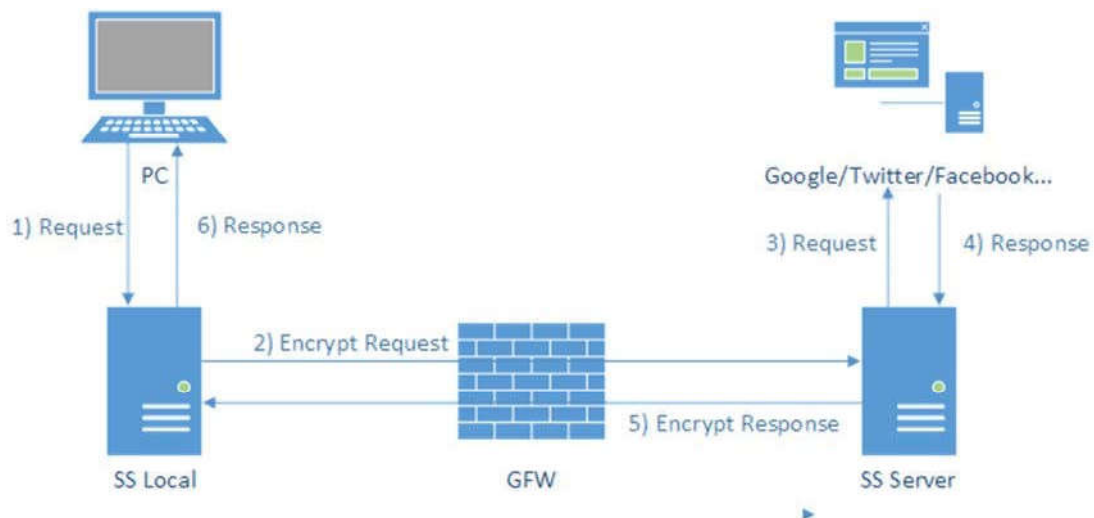 PC
Google/Twitter/Facebook...
1) Request
6) Response
3) Request
4) Response
2) Encrypt Request
5) Encrypt Response
SS Local
GFW
SS Server